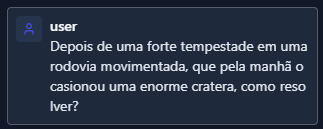 user
Depois de uma forte tempestade em uma
rodovia movimentada, que pela manhã o
casionou uma enorme cratera, como reso
lver?